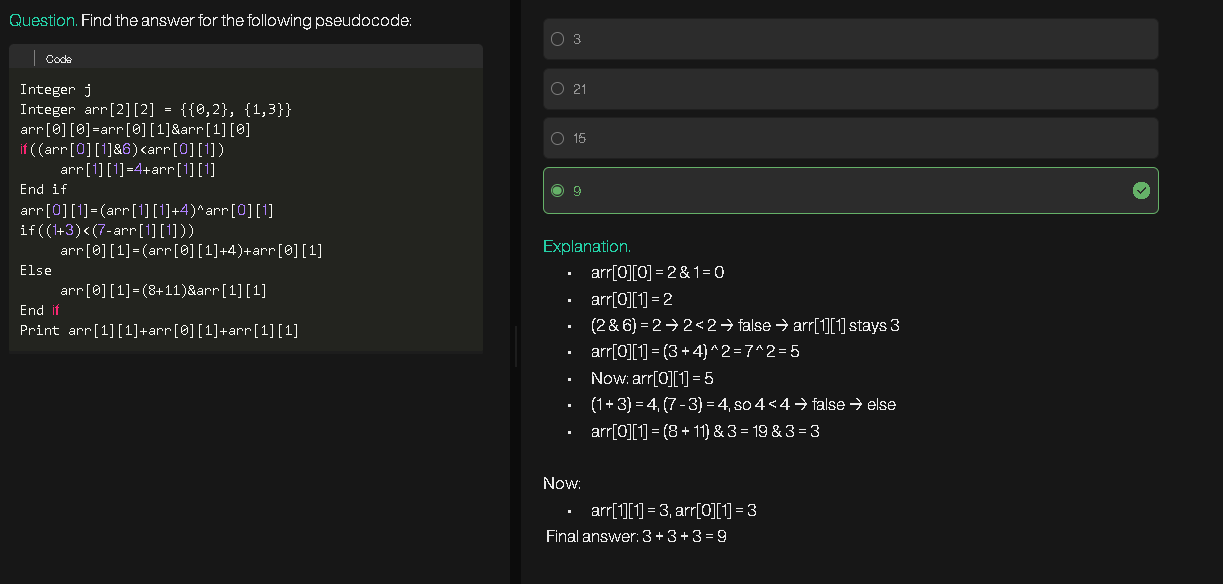 Question. Find the answer for the following pseudocode:
Code
Integer j
Integer arr[2][2] = {{0,2}, {1,3}}
arr[0][0]=arr[0][1]&arr[1][0]
if((arr[0][1]&6)<arr[0][1])
arr[1][1]=4+arr[1][1]
End if
arr[0][1]=(arr[1][1]+4)^arr[0][1]
if((1+3)<(7-arr[1][1]))
arr[0][1]=(arr[0][1]+4)+arr[0][1]
Else
arr[0][1]=(8+11)&arr[1][1]
End if
Print arr[1][1]+arr[0][1]+arr[1][1]
3
21
15
9
Explanation.
• arr[0][0] = 2 & 1 = 0
• arr[0][1] = 2
• (2 & 6) = 2 → 2 < 2 → false → arr[1][1] stays 3
• arr[0][1] = (3 + 4) ^ 2 = 7 ^ 2 = 5
• Now: arr[0][1] = 5
• (1 + 3) = 4, (7 - 3) = 4, so 4 < 4 → false → else
• arr[0][1] = (8 + 11) & 3 = 19 & 3 = 3
Now:
• arr[1][1] = 3, arr[0][1] = 3
Final answer: 3 + 3 + 3 = 9